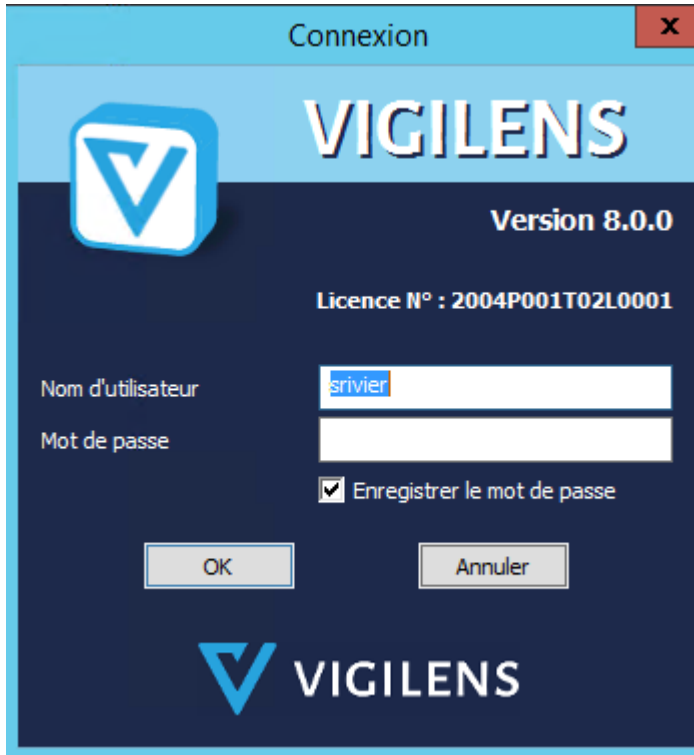 Connexion
x
VIGILENS
Version 8.0.0
Licence N° : 2004P001T02L0001
Nom d'utilisateur srivier
Mot de passe
Enregistrer le mot de passe
OK Annuler
VIGILENS